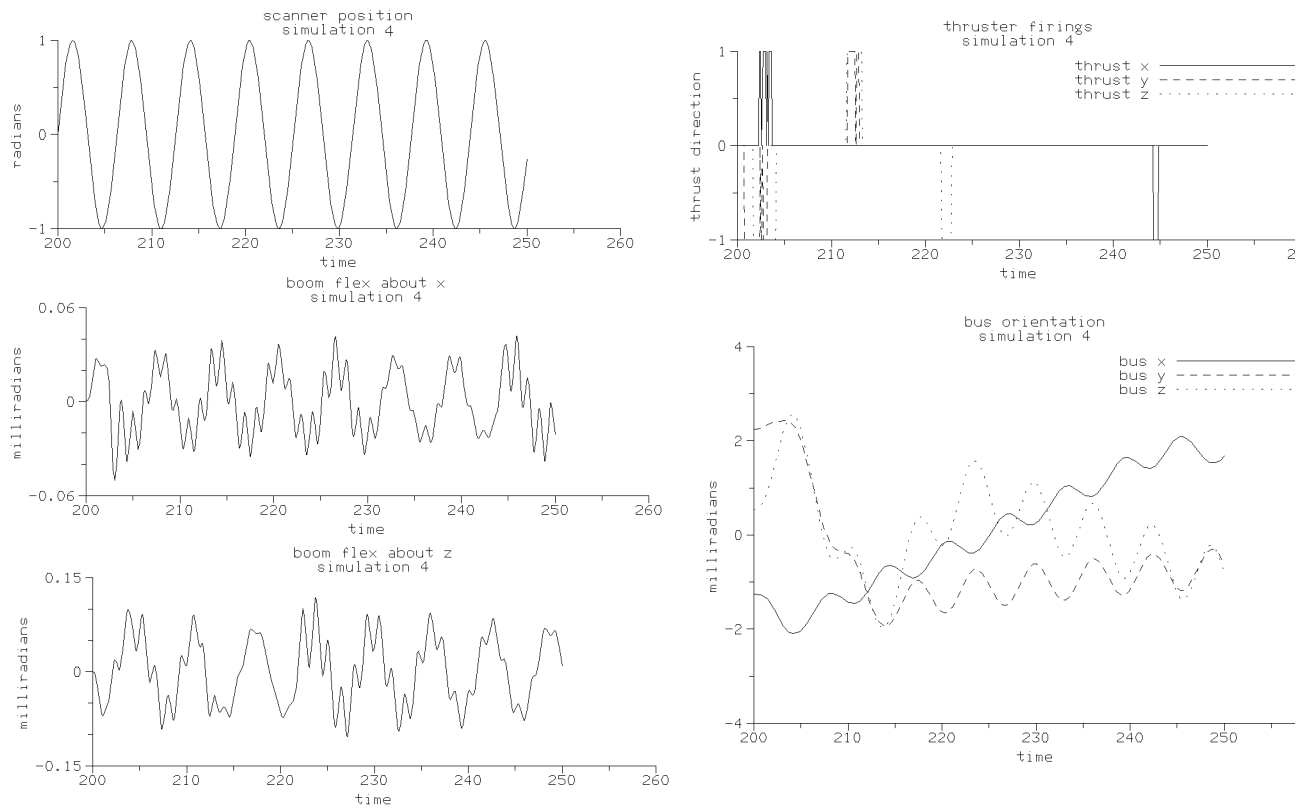 scanner position
simulation 4
1
0
-1
radians
200 210 220 230 240 250 260
time
boom flex about x
simulation 4
0.06
0
-0.06
milliradians
200 210 220 230 240 250 260
time
boom flex about z
simulation 4
0.15
0
-0.15
milliradians
200 210 220 230 240 250 260
time
thruster firings
simulation 4
thrust x
thrust y
thrust z
1
0
-1
thrust direction
200 210 220 230 240 250
time
bus orientation
simulation 4
bus x
bus y
bus z
4
2
0
-2
-4
milliradians
200 210 220 230 240 250
time